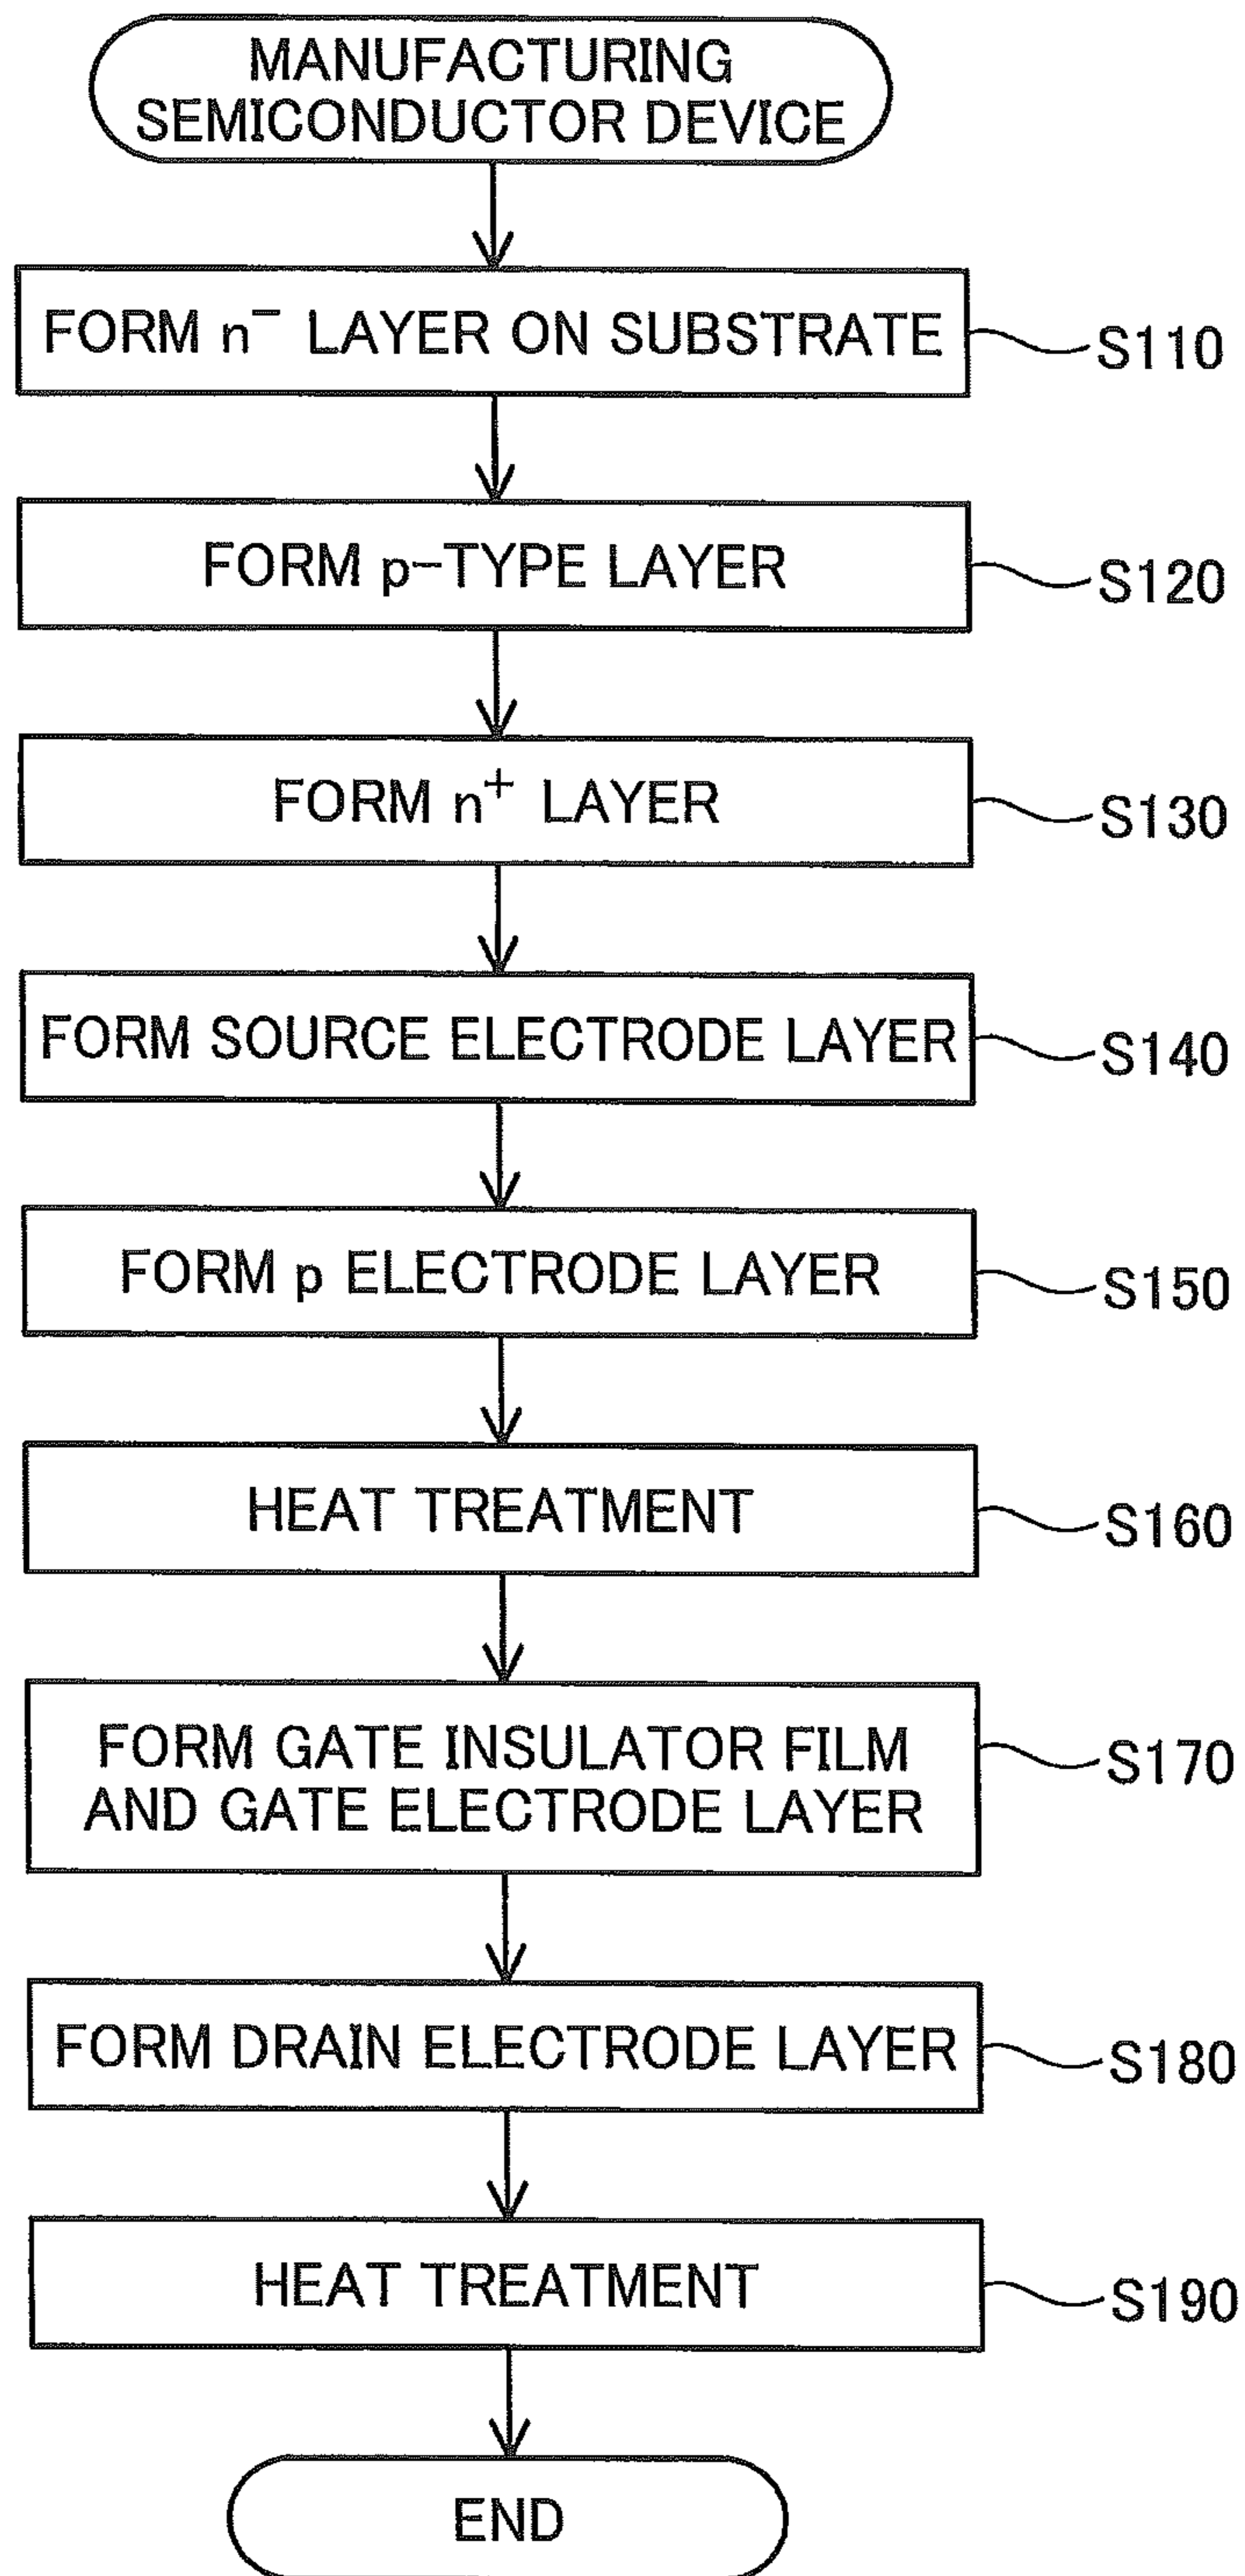 MANUFACTURING
SEMICONDUCTOR DEVICE
FORM n⁻ LAYER ON SUBSTRATE
S110
FORM p-TYPE LAYER
S120
FORM n⁺ LAYER
S130
FORM SOURCE ELECTRODE LAYER
S140
FORM p ELECTRODE LAYER
S150
HEAT TREATMENT
S160
FORM GATE INSULATOR FILM
AND GATE ELECTRODE LAYER
S170
FORM DRAIN ELECTRODE LAYER
S180
HEAT TREATMENT
S190
END